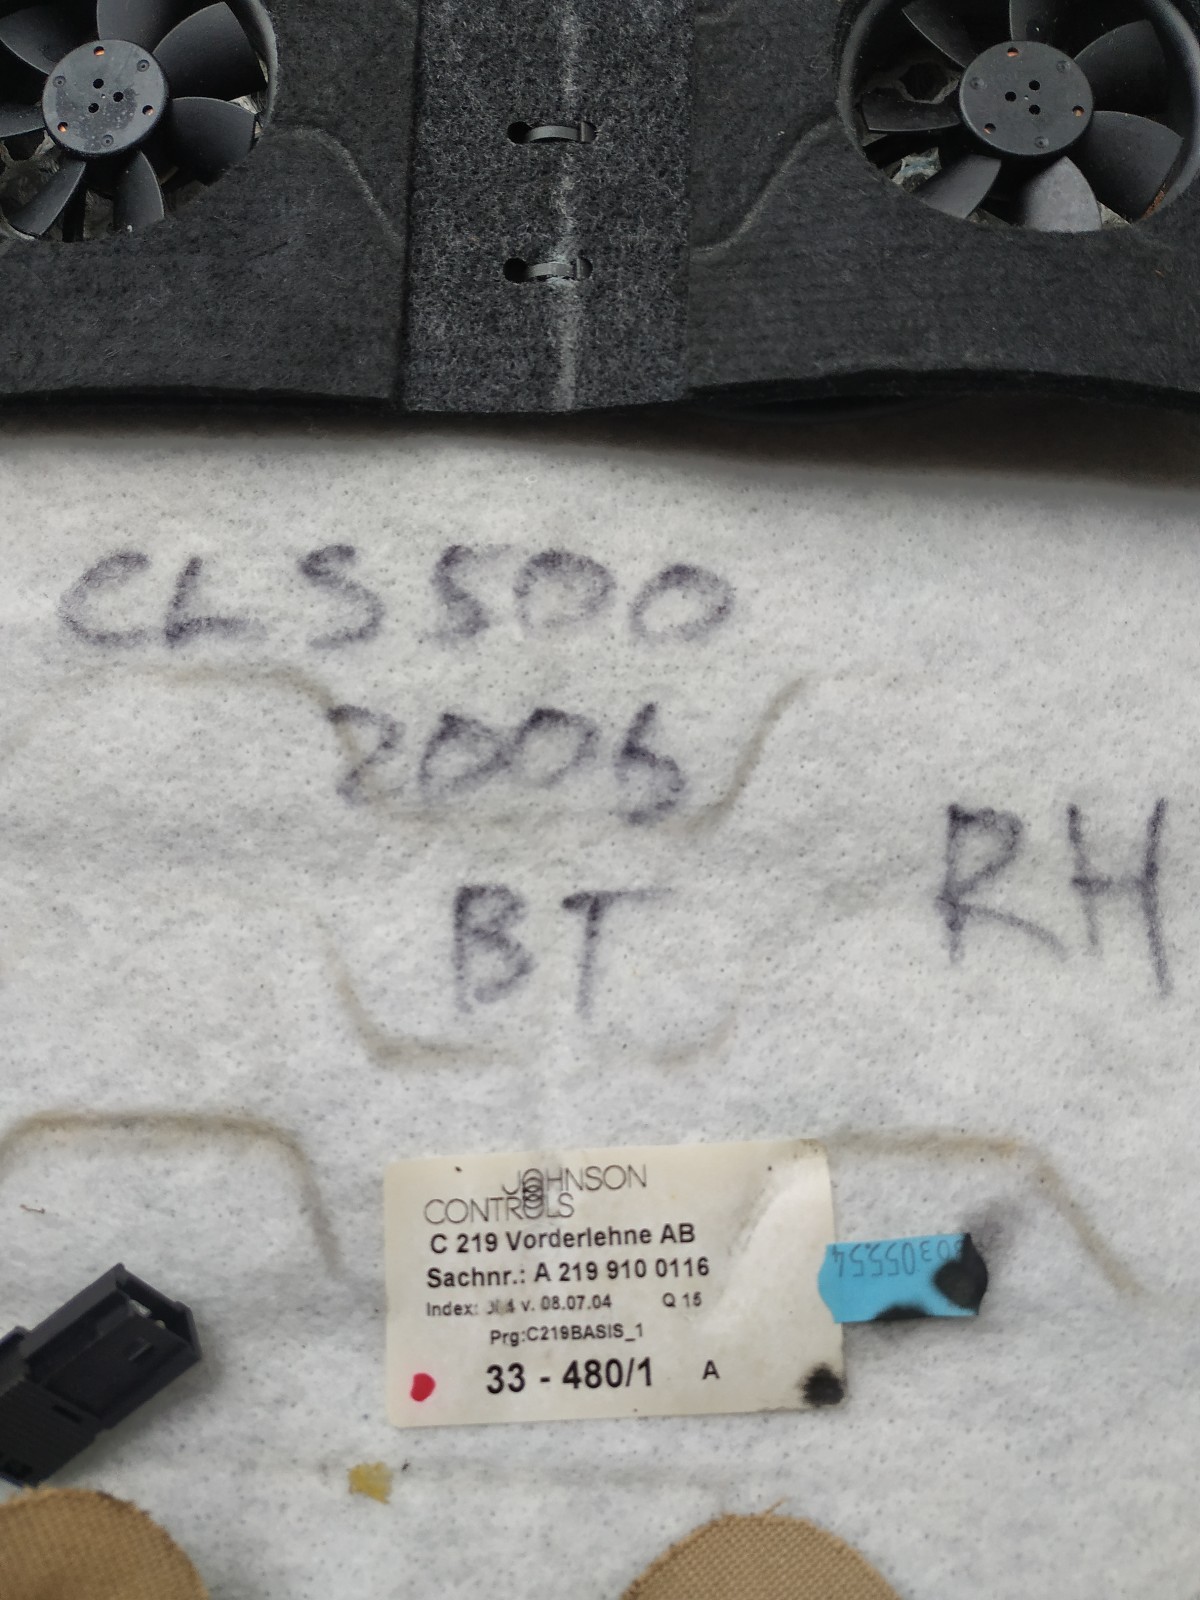 CLS500
2006
BT
RH
JOHNSON
CONTROLS
C 219 Vorderlehne AB
Sachnr.: A 219 910 0116
Index: v. 08.07.04 Q 15
Prg:C219BASIS_1
33 - 480/1 A